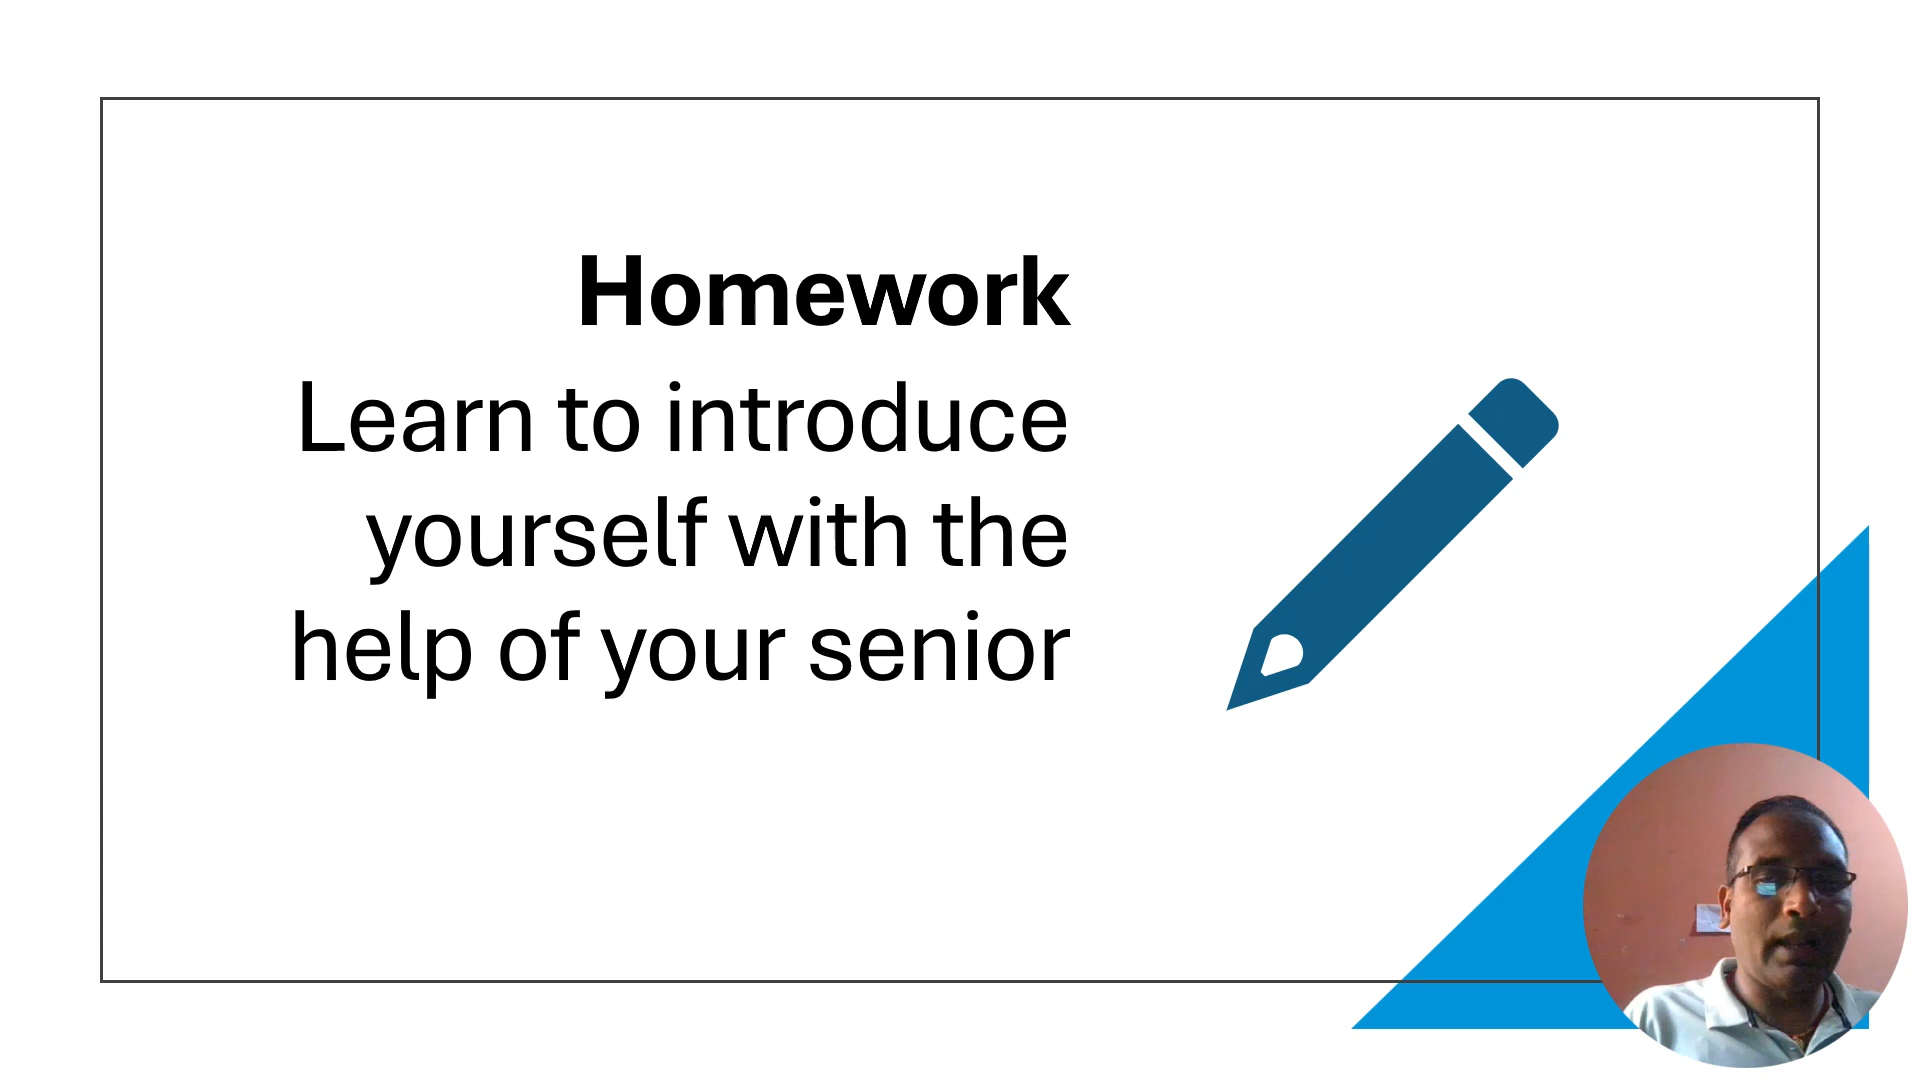 Homework
Learn to introduce
yourself with the
help of your senior